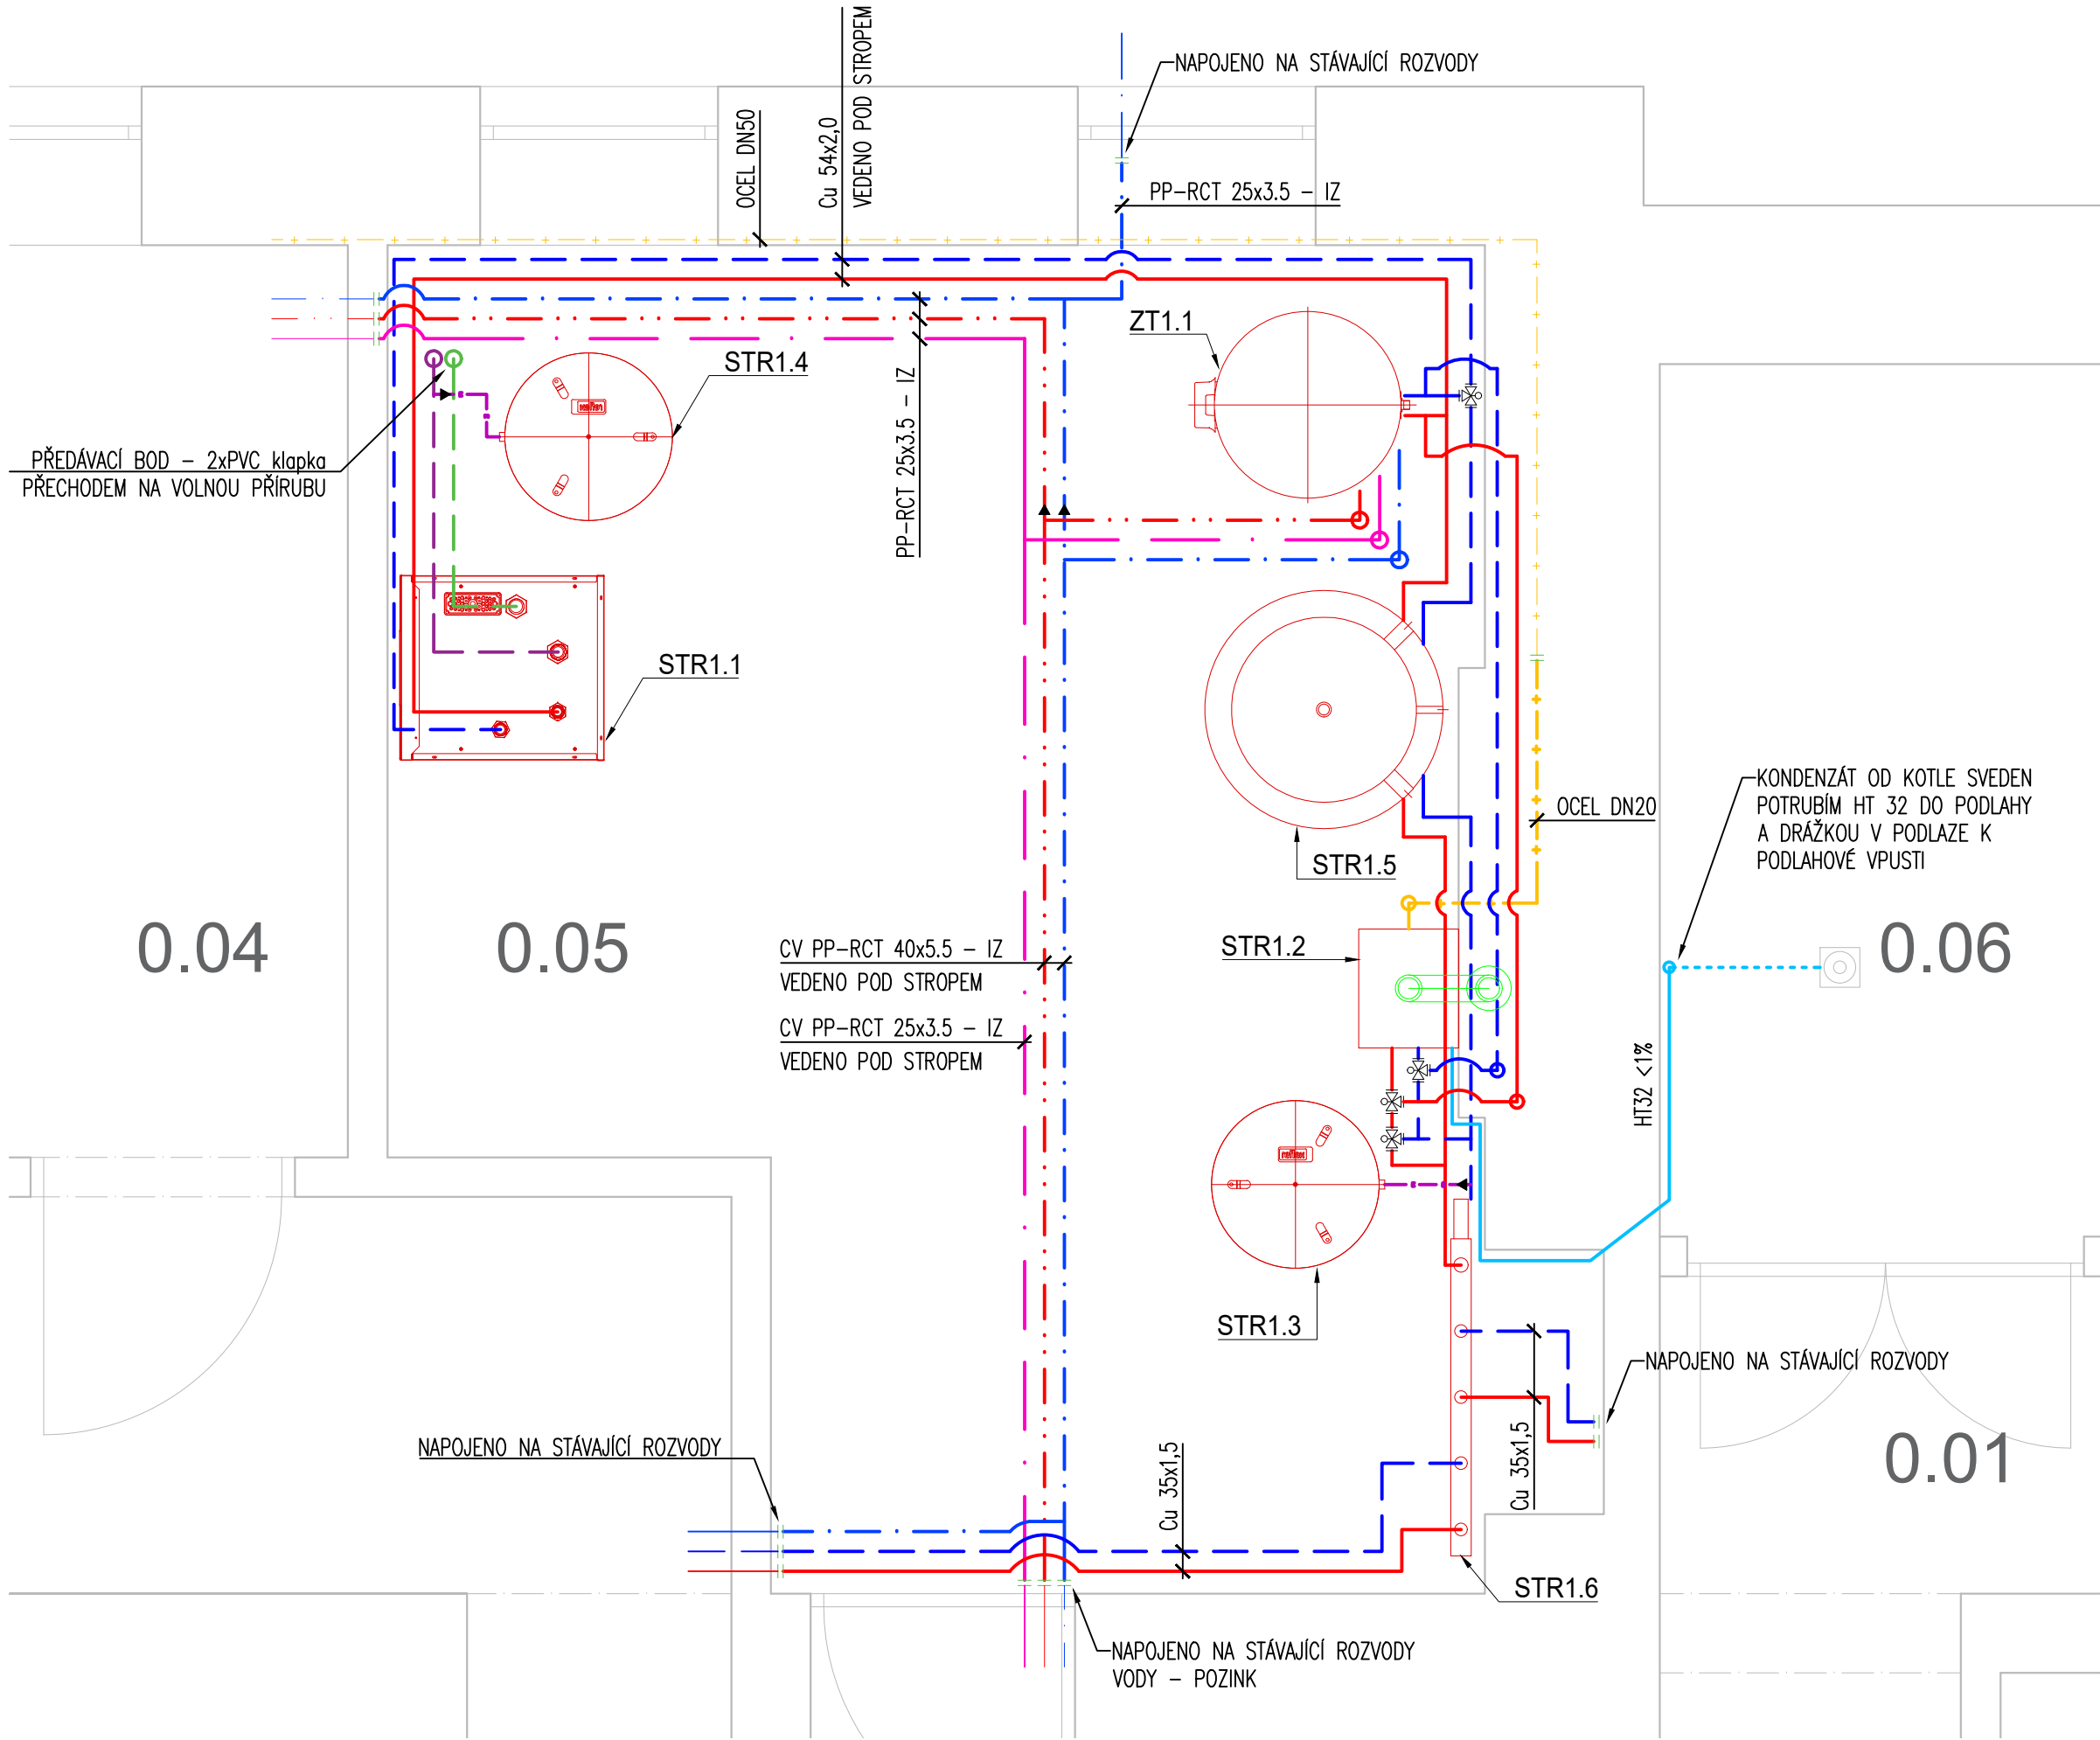 NAPOJENO NA STÁVAJÍCÍ ROZVODY
OCEL DN50
Cu 54x2,0
VEDENO POD STROPEM
PP-RCT 25x3.5 - IZ
ZT1.1
STR1.4
PP-RCT 25x3.5 - IZ
PŘEDÁVACÍ BOD - 2xPVC klapka
PŘECHODEM NA VOLNOU PŘÍRUBU
STR1.1
KONDENZÁT OD KOTLE SVEDEN
POTRUBÍM HT 32 DO PODLAHY
A DRÁŽKOU V PODLAZE K
PODLAHOVÉ VPUSTI
OCEL DN20
STR1.5
0.04
0.05
CV PP-RCT 40x5.5 - IZ
VEDENO POD STROPEM
STR1.2
0.06
CV PP-RCT 25x3.5 - IZ
VEDENO POD STROPEM
HT32 <1%
STR1.3
NAPOJENO NA STÁVAJÍCÍ ROZVODY
NAPOJENO NA STÁVAJÍCÍ ROZVODY
Cu 35x1,5
Cu 35x1,5
0.01
STR1.6
NAPOJENO NA STÁVAJÍCÍ ROZVODY
VODY - POZINK